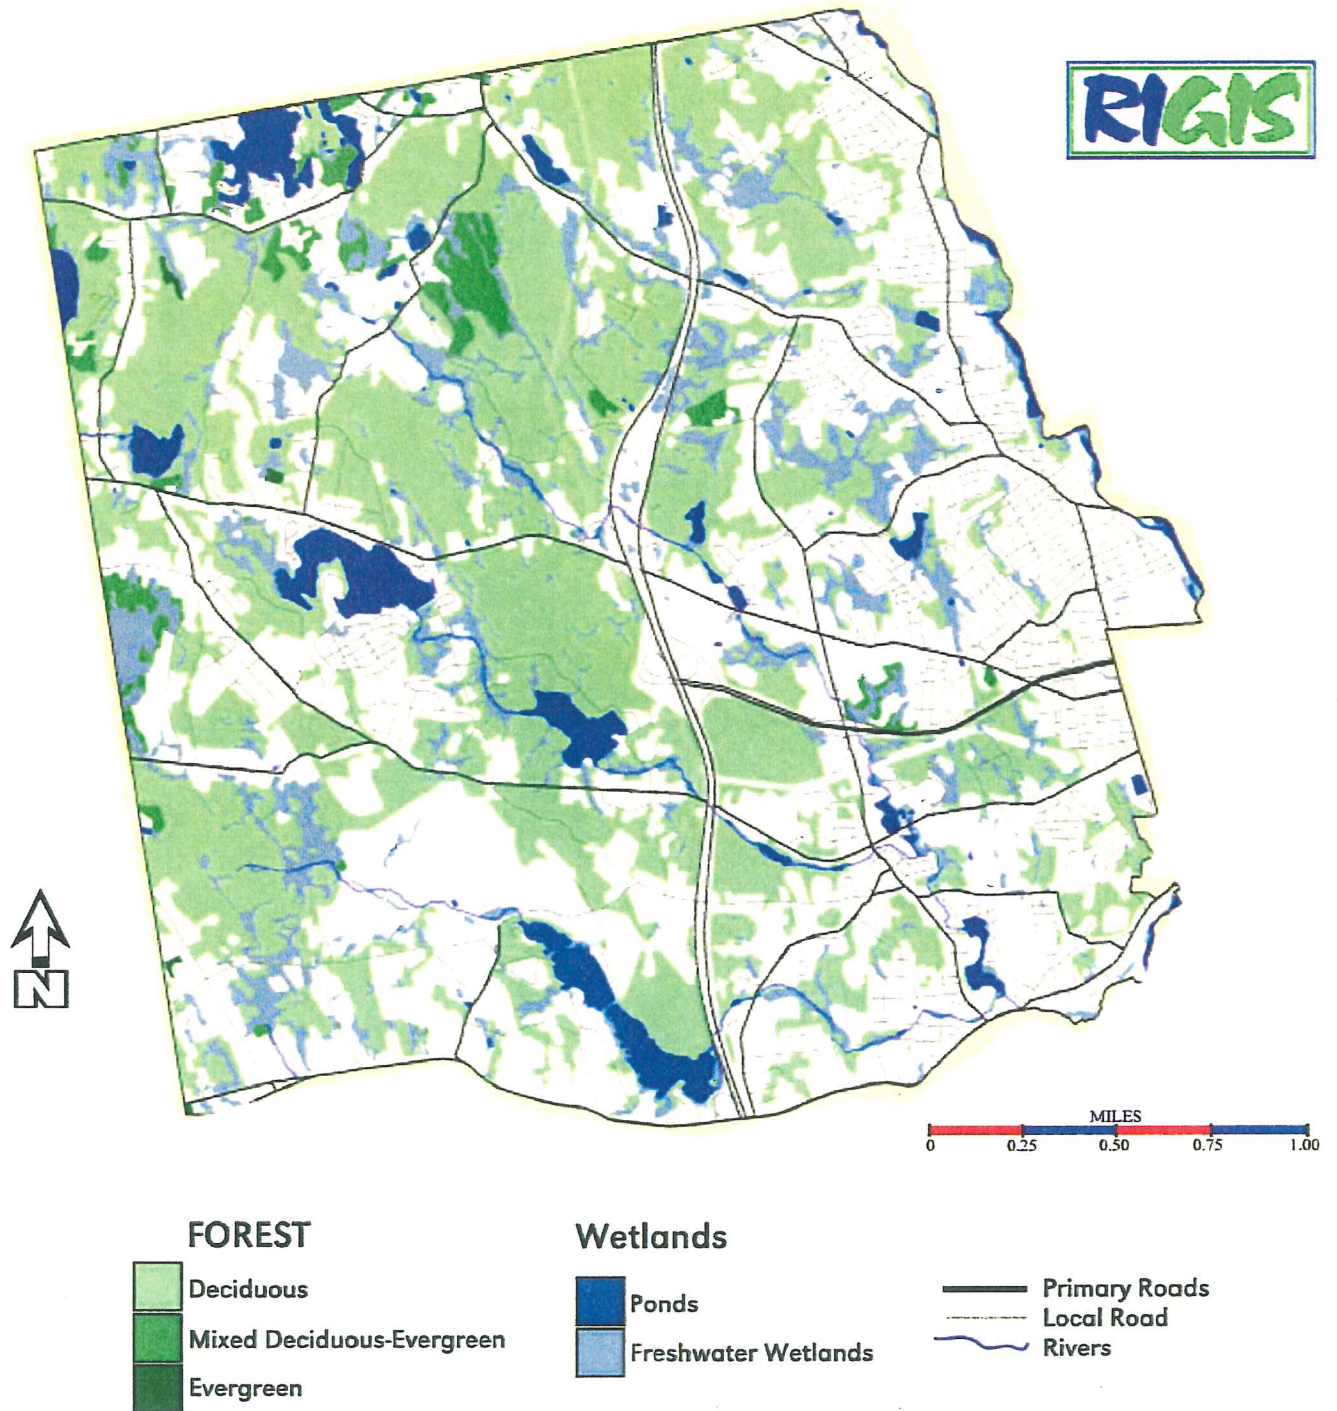 RIGIS
N
MILES
0 0.25 0.50 0.75 1.00
FOREST
Deciduous
Mixed Deciduous-Evergreen
Evergreen
Wetlands
Ponds
Freshwater Wetlands
Primary Roads
Local Road
Rivers